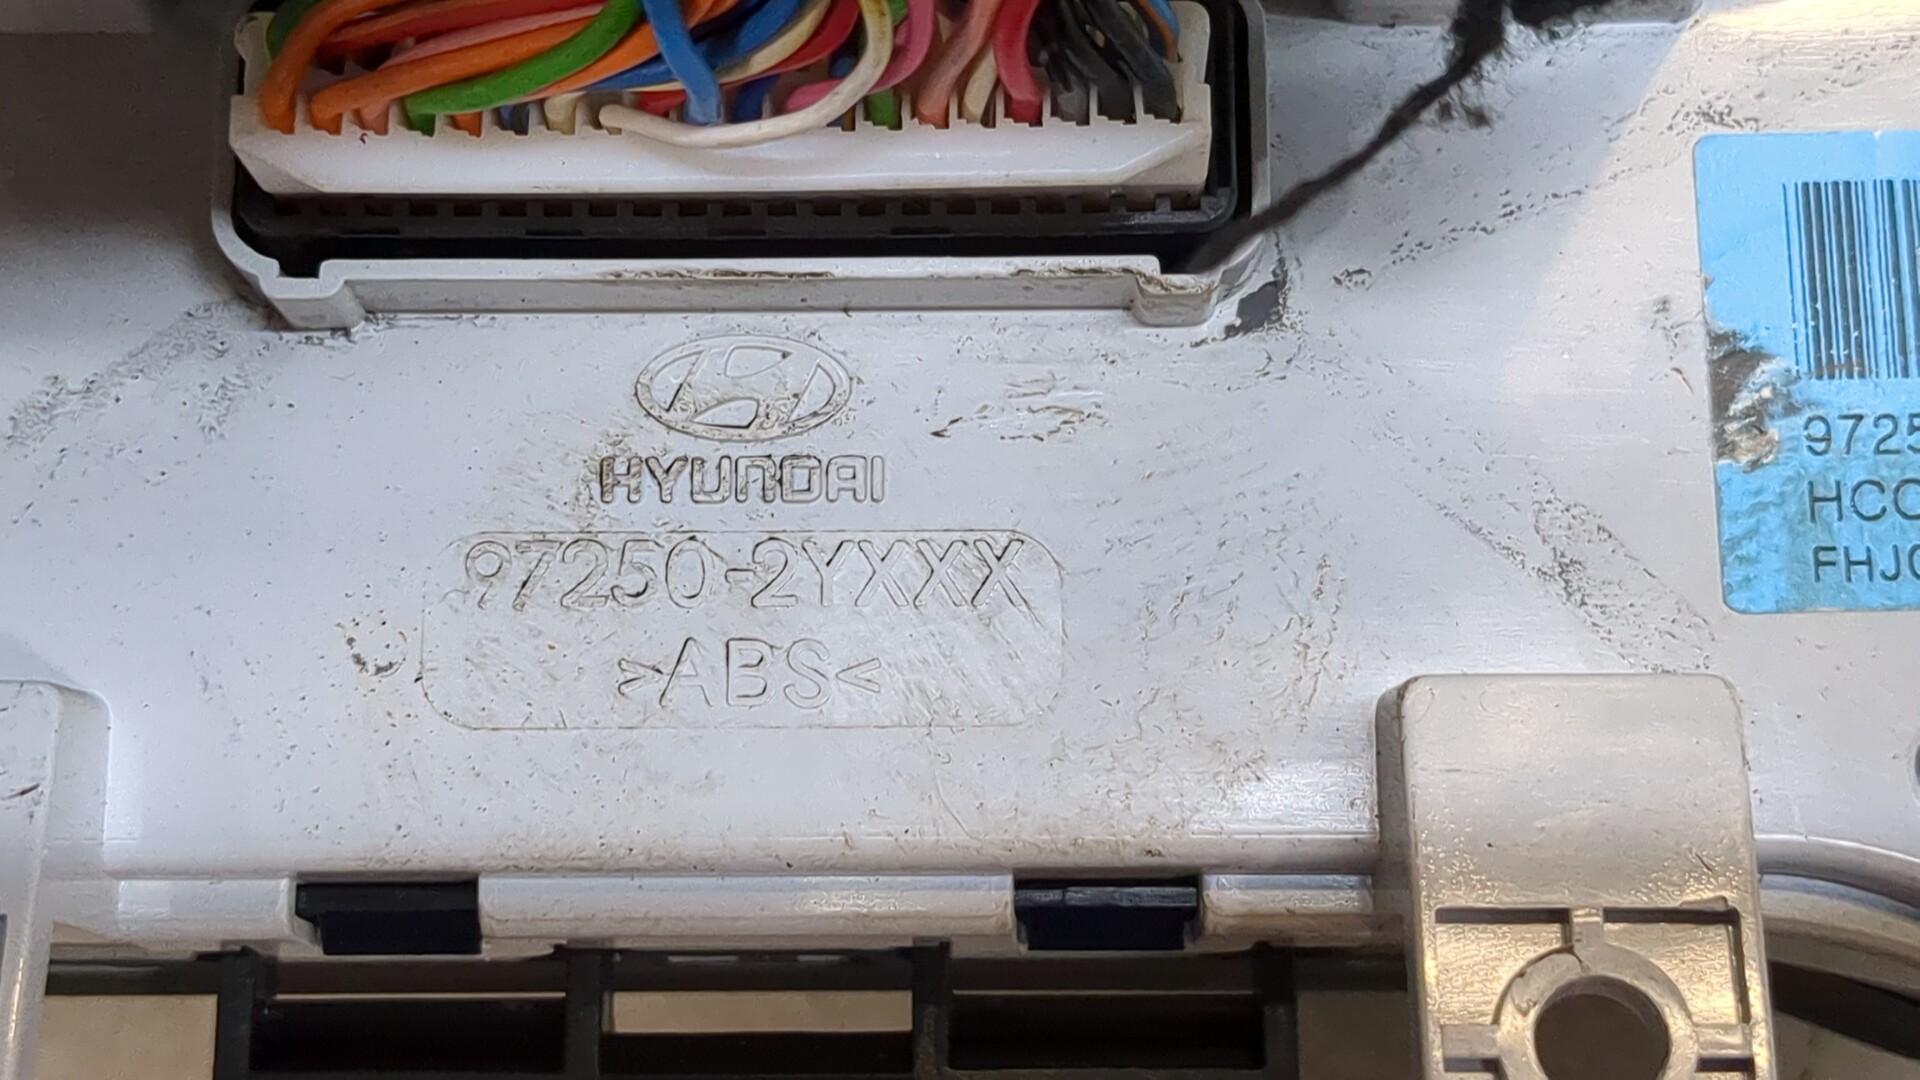 HYUNDAI
97250-2YXXX
>ABS<
9725
HCC
FHJ